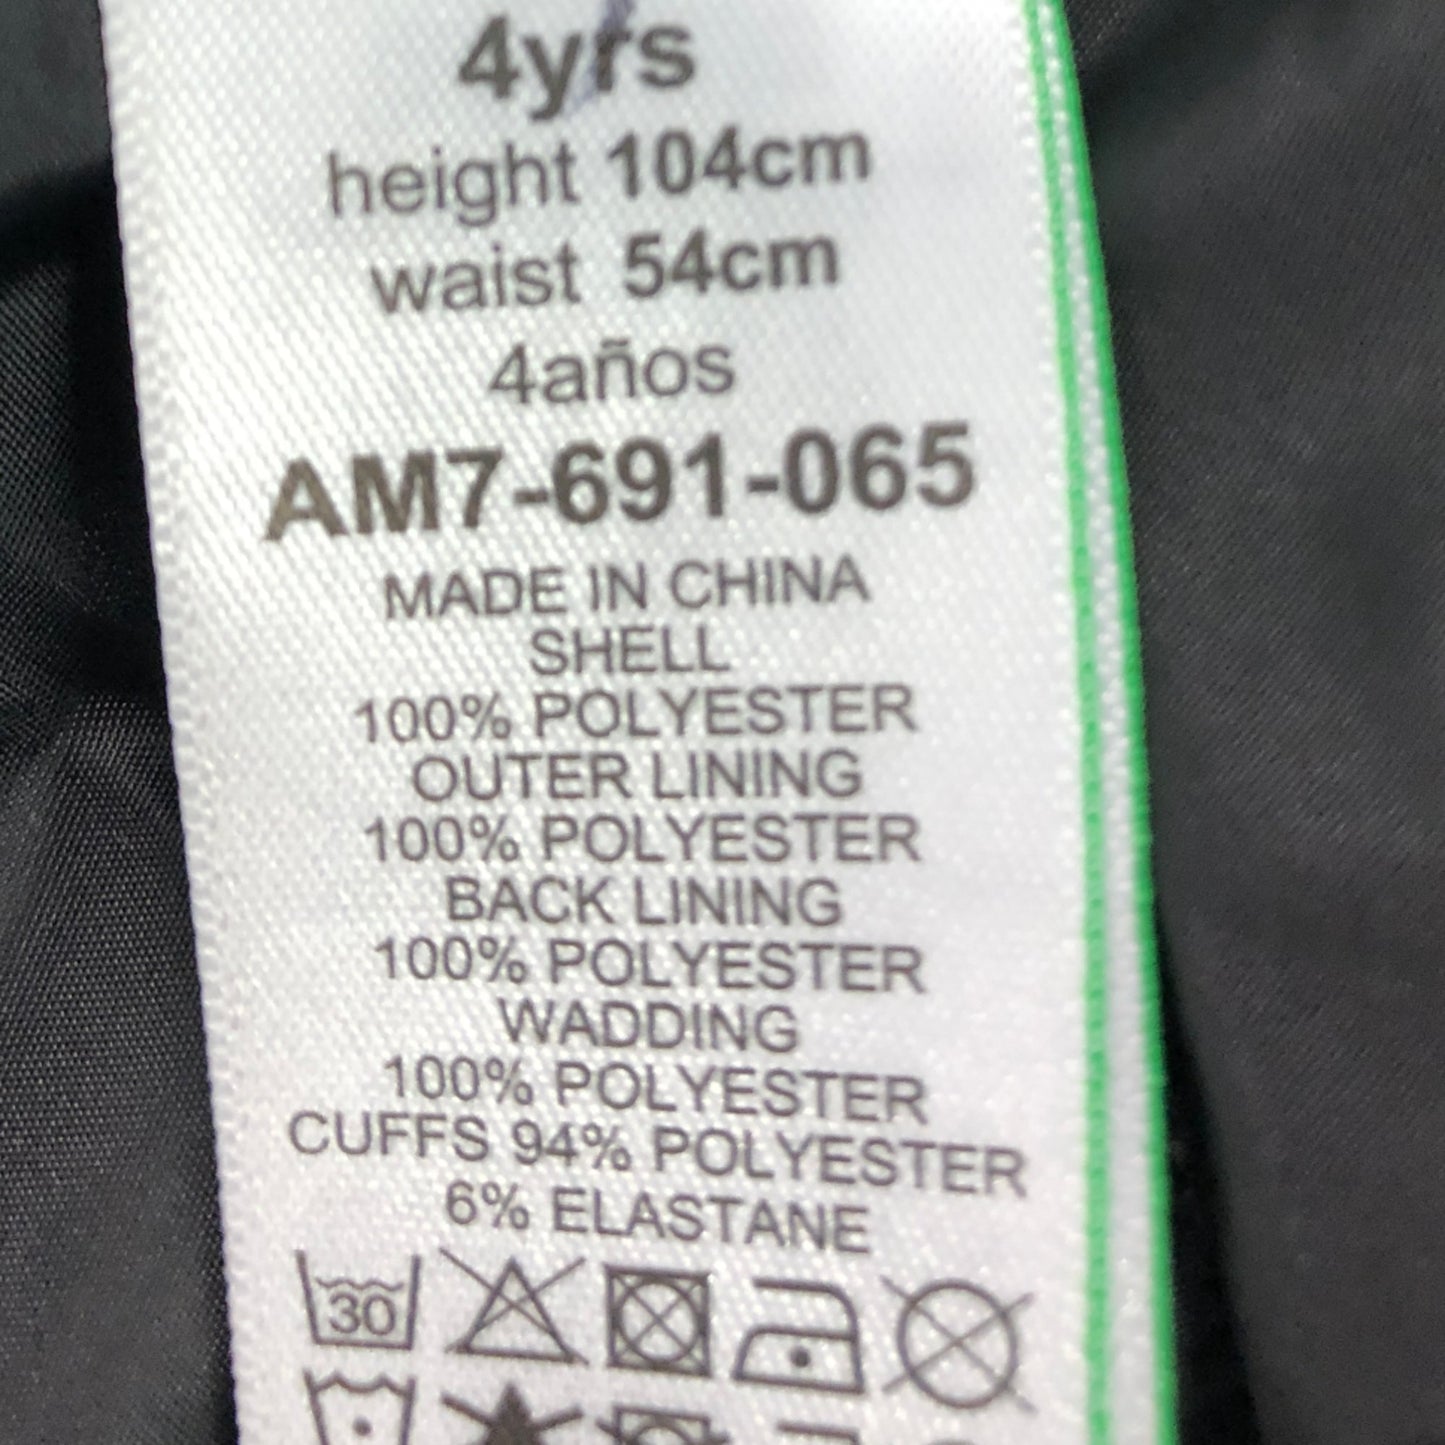 4yrs
height 104cm
waist 54cm
4años
AM7-691-065
MADE IN CHINA
SHELL
100% POLYESTER
OUTER LINING
100% POLYESTER
BACK LINING
100% POLYESTER
WADDING
100% POLYESTER
CUFFS 94% POLYESTER
6% ELASTANE
30